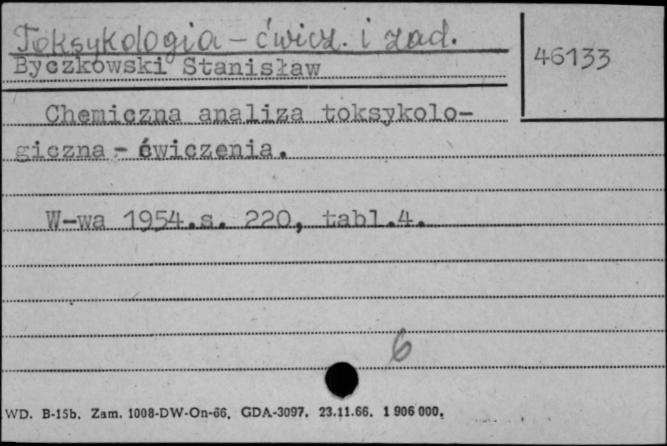 Toksykologia - ćwicz. i zad.
46133
Byczkowski Stanisław
Chemiczna analiza toksykolo-
giczna - ćwiczenia.
W-wa 1954.s. 220, tabl.4.
6
WD. B-15b. Zam. 1008-DW-On-66. GDA-3097. 23.11.66. 1 906 000.